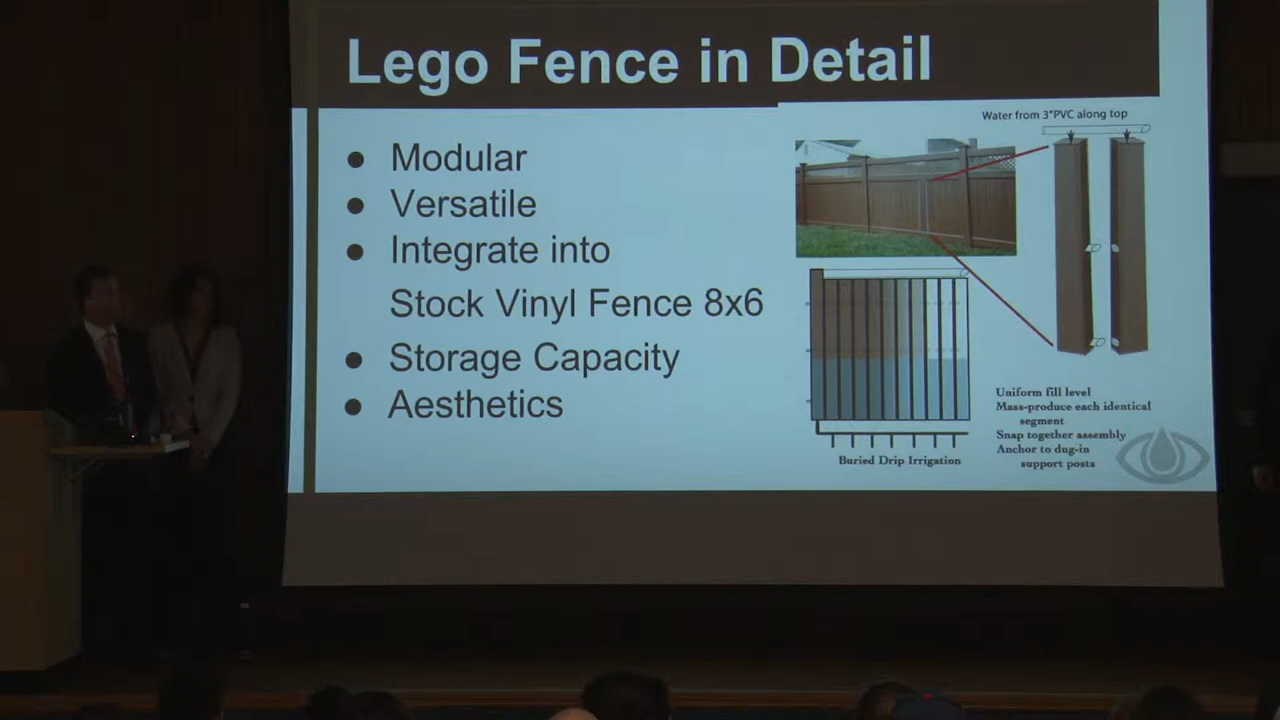 Lego Fence in Detail
● Modular
● Versatile
● Integrate into
Stock Vinyl Fence 8x6
● Storage Capacity
● Aesthetics
Water from 3"PVC along top
Buried Drip Irrigation
Uniform fill level
Mass-produce each identical
segment
Snap together assembly
Anchor to dug-in
support posts